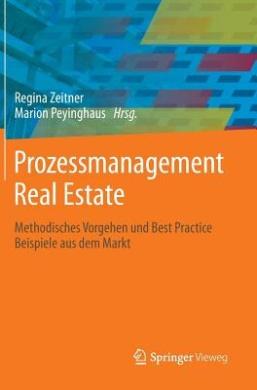 Regina Zeitner
Marion Peyinghaus Hrsg.
Prozessmanagement
Real Estate
Methodisches Vorgehen und Best Practice
Beispiele aus dem Markt
Springer Vieweg